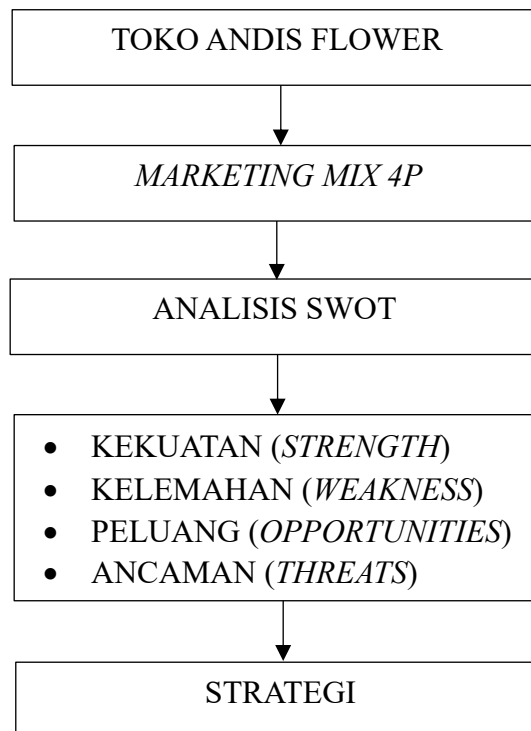 TOKO ANDIS FLOWER
MARKETING MIX 4P
ANALISIS SWOT
• KEKUATAN (STRENGTH)
• KELEMAHAN (WEAKNESS)
• PELUANG (OPPORTUNITIES)
• ANCAMAN (THREATS)
STRATEGI